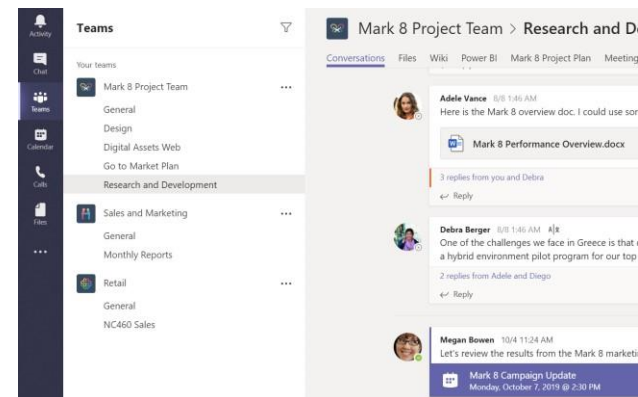 Activity
Chat
Teams
Calendar
Calls
Files
Teams
Your teams
Mark 8 Project Team
General
Design
Digital Assets Web
Go to Market Plan
Research and Development
Sales and Marketing
General
Monthly Reports
Retail
General
NC460 Sales
Mark 8 Project Team > Research and De
Conversations Files Wiki Power BI Mark 8 Project Plan Meeting
Adele Vance 8/8 1:46 AM
Here is the Mark 8 overview doc. I could use som
Mark 8 Performance Overview.docx
3 replies from you and Debra
Reply
Debra Berger 8/8 1:46 AM
One of the challenges we face in Greece is that
a hybrid environment pilot program for our top
2 replies from Adele and Diego
Reply
Megan Bowen 10/4 11:24 AM
Let's review the results from the Mark 8 marketi
Mark 8 Campaign Update
Monday, October 7, 2019 @ 2:30 PM